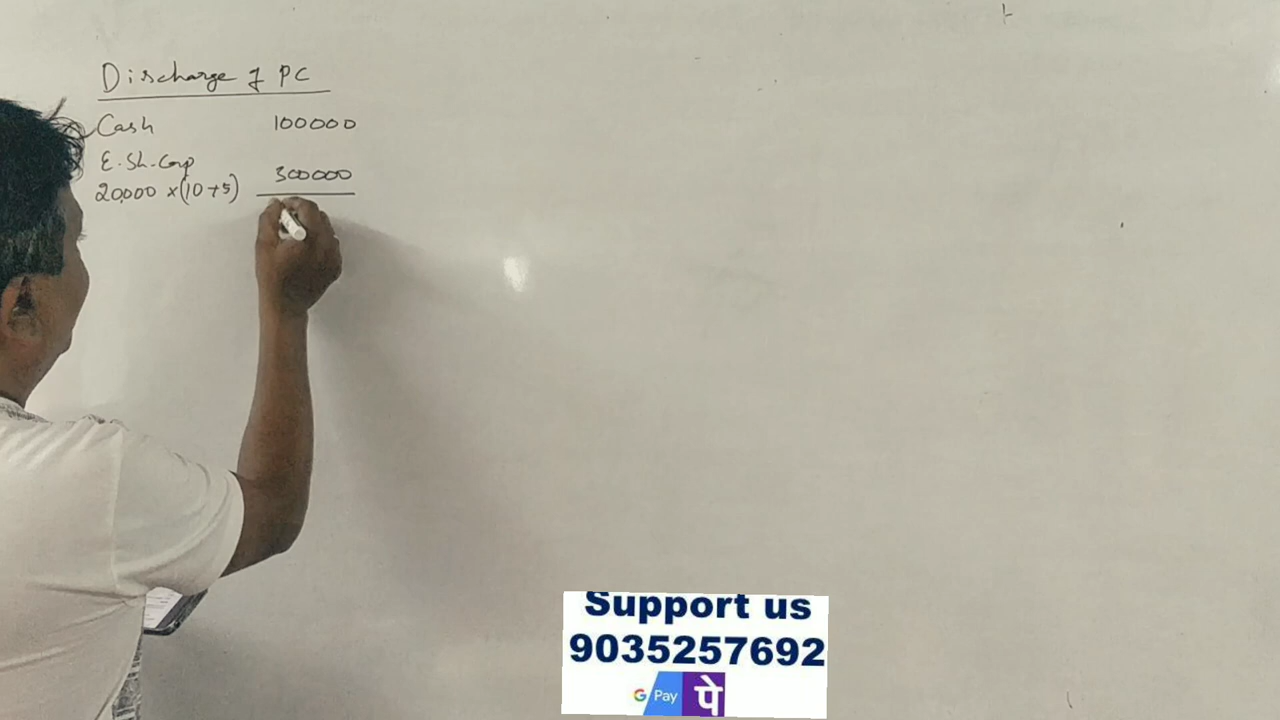 Discharge of PC
Cash 100000
E.Sh.Cap 300000
20,000 x (10+5)
Support us
9035257692
G Pay पे